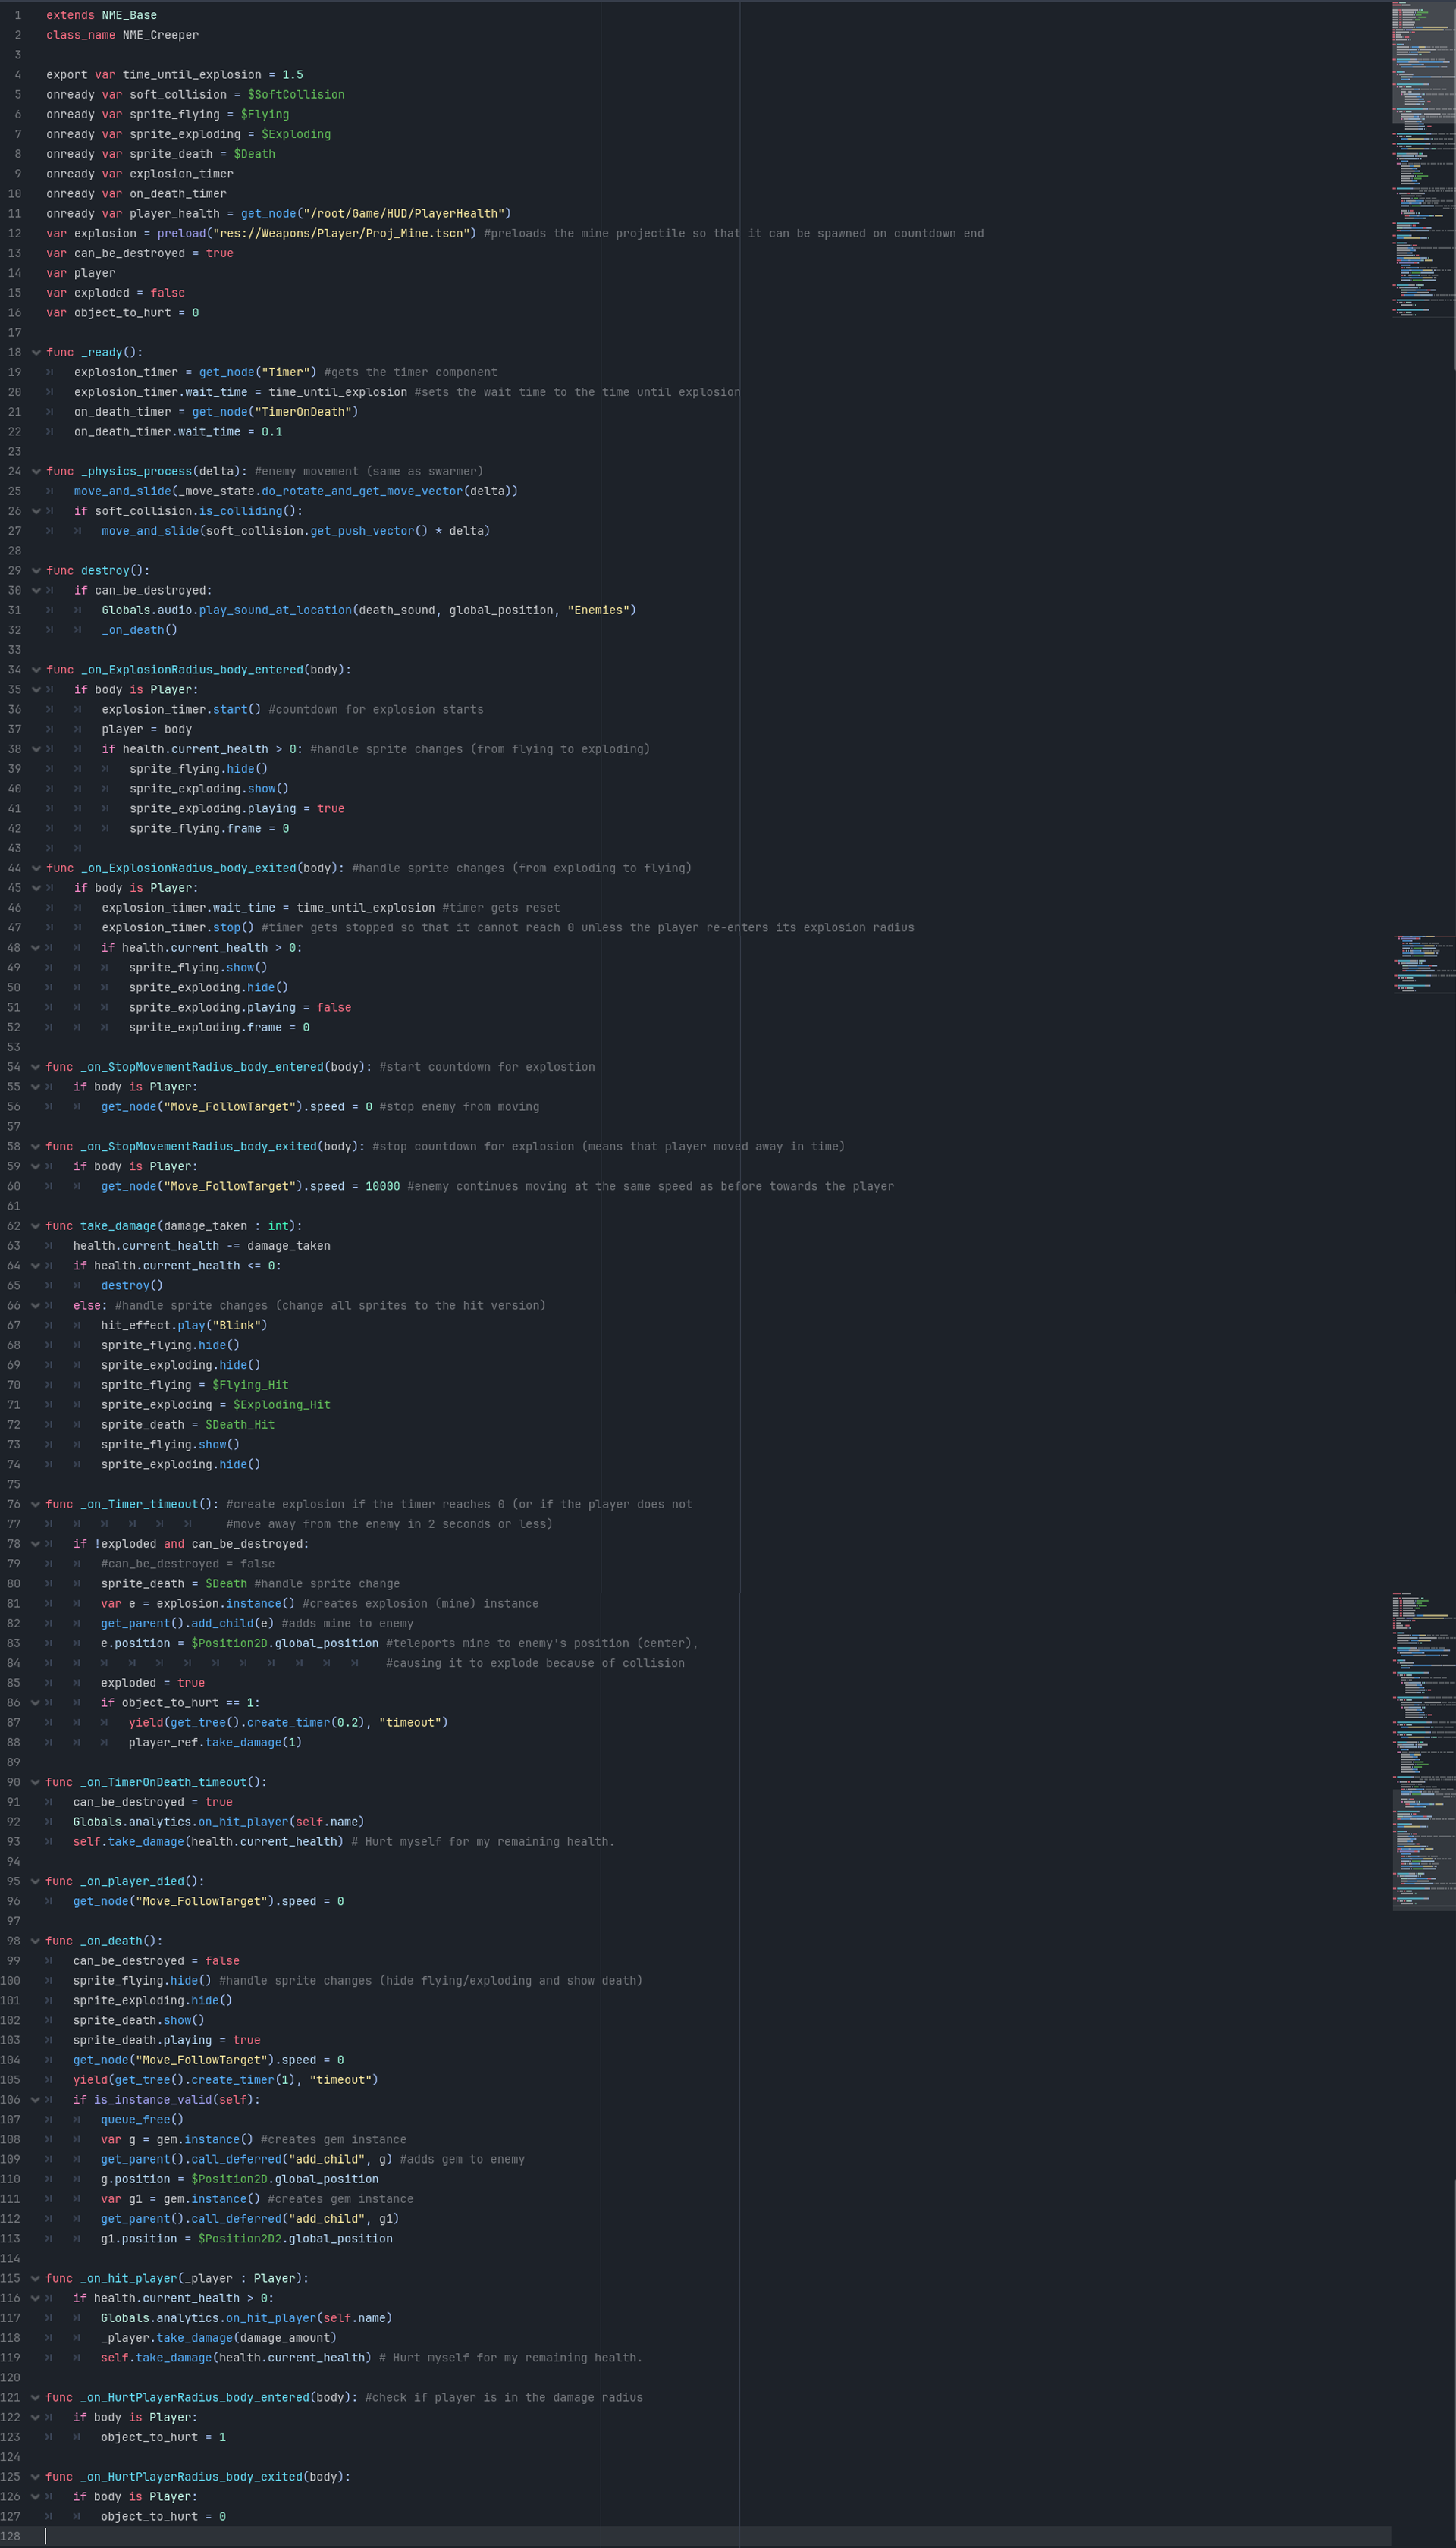 1 extends NME_Base
2 class_name NME_Creeper
3
4 export var time_until_explosion = 1.5
5 onready var soft_collision = $SoftCollision
6 onready var sprite_flying = $Flying
7 onready var sprite_exploding = $Exploding
8 onready var sprite_death = $Death
9 onready var explosion_timer
10 onready var on_death_timer
11 onready var player_health = get_node("/root/Game/HUD/PlayerHealth")
12 var explosion = preload("res://Weapons/Player/Proj_Mine.tscn") #preloads the mine projectile so that it can be spawned on countdown end
13 var can_be_destroyed = true
14 var player
15 var exploded = false
16 var object_to_hurt = 0
17
18 func _ready():
19 explosion_timer = get_node("Timer") #gets the timer component
20 explosion_timer.wait_time = time_until_explosion #sets the wait time to the time until explosion
21 on_death_timer = get_node("TimerOnDeath")
22 on_death_timer.wait_time = 0.1
23
24 func _physics_process(delta): #enemy movement (same as swarmer)
25 move_and_slide(_move_state.do_rotate_and_get_move_vector(delta))
26 if soft_collision.is_colliding():
27 move_and_slide(soft_collision.get_push_vector() * delta)
28
29 func destroy():
30 if can_be_destroyed:
31 Globals.audio.play_sound_at_location(death_sound, global_position, "Enemies")
32 _on_death()
33
34 func _on_ExplosionRadius_body_entered(body):
35 if body is Player:
36 explosion_timer.start() #countdown for explosion starts
37 player = body
38 if health.current_health > 0: #handle sprite changes (from flying to exploding)
39 sprite_flying.hide()
40 sprite_exploding.show()
41 sprite_exploding.playing = true
42 sprite_flying.frame = 0
43
44 func _on_ExplosionRadius_body_exited(body): #handle sprite changes (from exploding to flying)
45 if body is Player:
46 explosion_timer.wait_time = time_until_explosion #timer gets reset
47 explosion_timer.stop() #timer gets stopped so that it cannot reach 0 unless the player re-enters its explosion radius
48 if health.current_health > 0:
49 sprite_flying.show()
50 sprite_exploding.hide()
51 sprite_exploding.playing = false
52 sprite_exploding.frame = 0
53
54 func _on_StopMovementRadius_body_entered(body): #start countdown for explostion
55 if body is Player:
56 get_node("Move_FollowTarget").speed = 0 #stop enemy from moving
57
58 func _on_StopMovementRadius_body_exited(body): #stop countdown for explosion (means that player moved away in time)
59 if body is Player:
60 get_node("Move_FollowTarget").speed = 10000 #enemy continues moving at the same speed as before towards the player
61
62 func take_damage(damage_taken : int):
63 health.current_health -= damage_taken
64 if health.current_health <= 0:
65 destroy()
66 else: #handle sprite changes (change all sprites to the hit version)
67 hit_effect.play("Blink")
68 sprite_flying.hide()
69 sprite_exploding.hide()
70 sprite_flying = $Flying_Hit
71 sprite_exploding = $Exploding_Hit
72 sprite_death = $Death_Hit
73 sprite_flying.show()
74 sprite_exploding.hide()
75
76 func _on_Timer_timeout(): #create explosion if the timer reaches 0 (or if the player does not
77 #move away from the enemy in 2 seconds or less)
78 if !exploded and can_be_destroyed:
79 #can_be_destroyed = false
80 sprite_death = $Death #handle sprite change
81 var e = explosion.instance() #creates explosion (mine) instance
82 get_parent().add_child(e) #adds mine to enemy
83 e.position = $Position2D.global_position #teleports mine to enemy's position (center),
84 #causing it to explode because of collision
85 exploded = true
86 if object_to_hurt == 1:
87 yield(get_tree().create_timer(0.2), "timeout")
88 player_ref.take_damage(1)
89
90 func _on_TimerOnDeath_timeout():
91 can_be_destroyed = true
92 Globals.analytics.on_hit_player(self.name)
93 self.take_damage(health.current_health) # Hurt myself for my remaining health.
94
95 func _on_player_died():
96 get_node("Move_FollowTarget").speed = 0
97
98 func _on_death():
99 can_be_destroyed = false
100 sprite_flying.hide() #handle sprite changes (hide flying/exploding and show death)
101 sprite_exploding.hide()
102 sprite_death.show()
103 sprite_death.playing = true
104 get_node("Move_FollowTarget").speed = 0
105 yield(get_tree().create_timer(1), "timeout")
106 if is_instance_valid(self):
107 queue_free()
108 var g = gem.instance() #creates gem instance
109 get_parent().call_deferred("add_child", g) #adds gem to enemy
110 g.position = $Position2D.global_position
111 var g1 = gem.instance() #creates gem instance
112 get_parent().call_deferred("add_child", g1)
113 g1.position = $Position2D2.global_position
114
115 func _on_hit_player(_player : Player):
116 if health.current_health > 0:
117 Globals.analytics.on_hit_player(self.name)
118 _player.take_damage(damage_amount)
119 self.take_damage(health.current_health) # Hurt myself for my remaining health.
120
121 func _on_HurtPlayerRadius_body_entered(body): #check if player is in the damage radius
122 if body is Player:
123 object_to_hurt = 1
124
125 func _on_HurtPlayerRadius_body_exited(body):
126 if body is Player:
127 object_to_hurt = 0
128